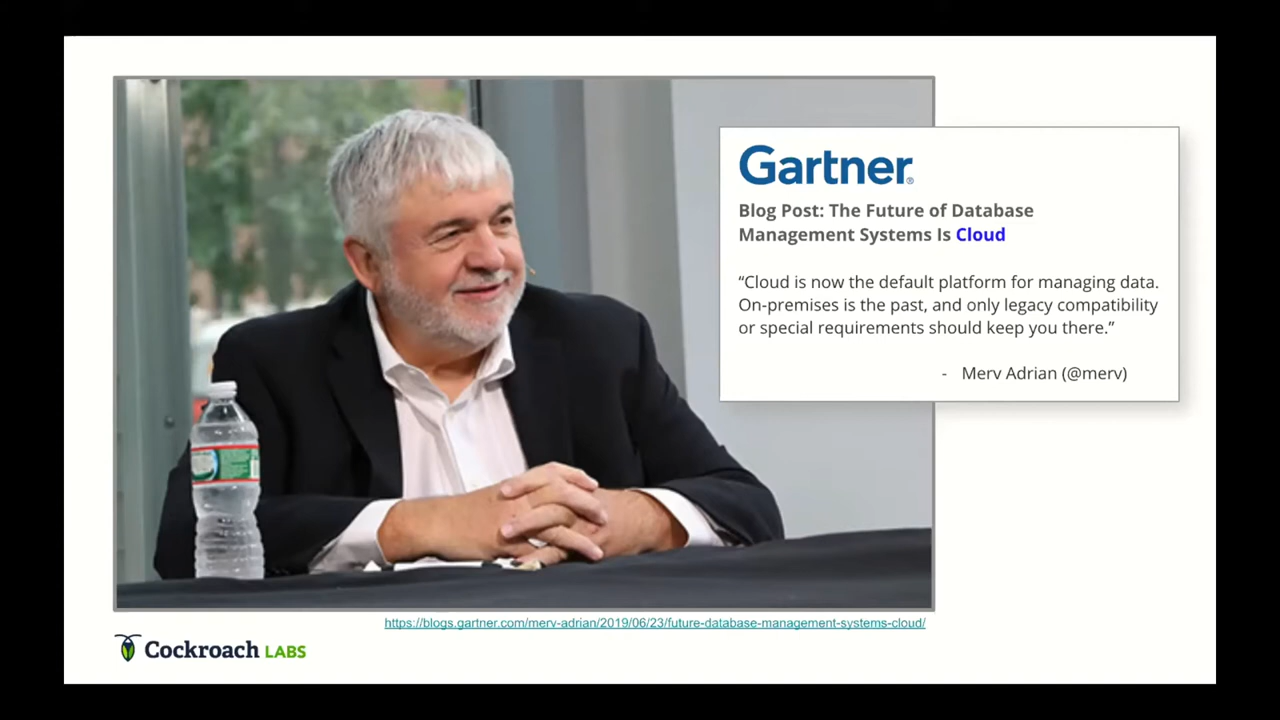 Gartner®
Blog Post: The Future of Database
Management Systems Is Cloud
“Cloud is now the default platform for managing data.
On-premises is the past, and only legacy compatibility
or special requirements should keep you there.”
- Merv Adrian (@merv)
https://blogs.gartner.com/merv-adrian/2019/06/23/future-database-management-systems-cloud/
Cockroach LABS